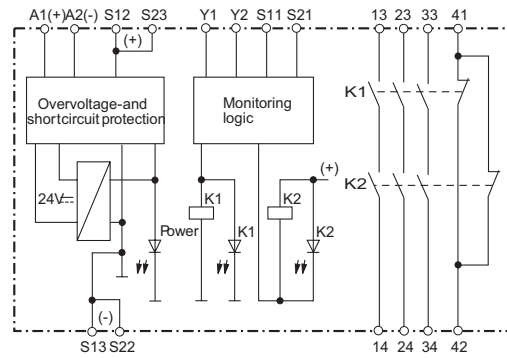 A1(+) A2(-) S12 S23 Y1 Y2 S11 S21 13 23 33 41
(+)
Overvoltage-and
shortcircuit protection
Monitoring
logic
K1
K2
24V
K1
K2
(+)
Power
K1
K2
(-)
S13 S22
14 24 34 42